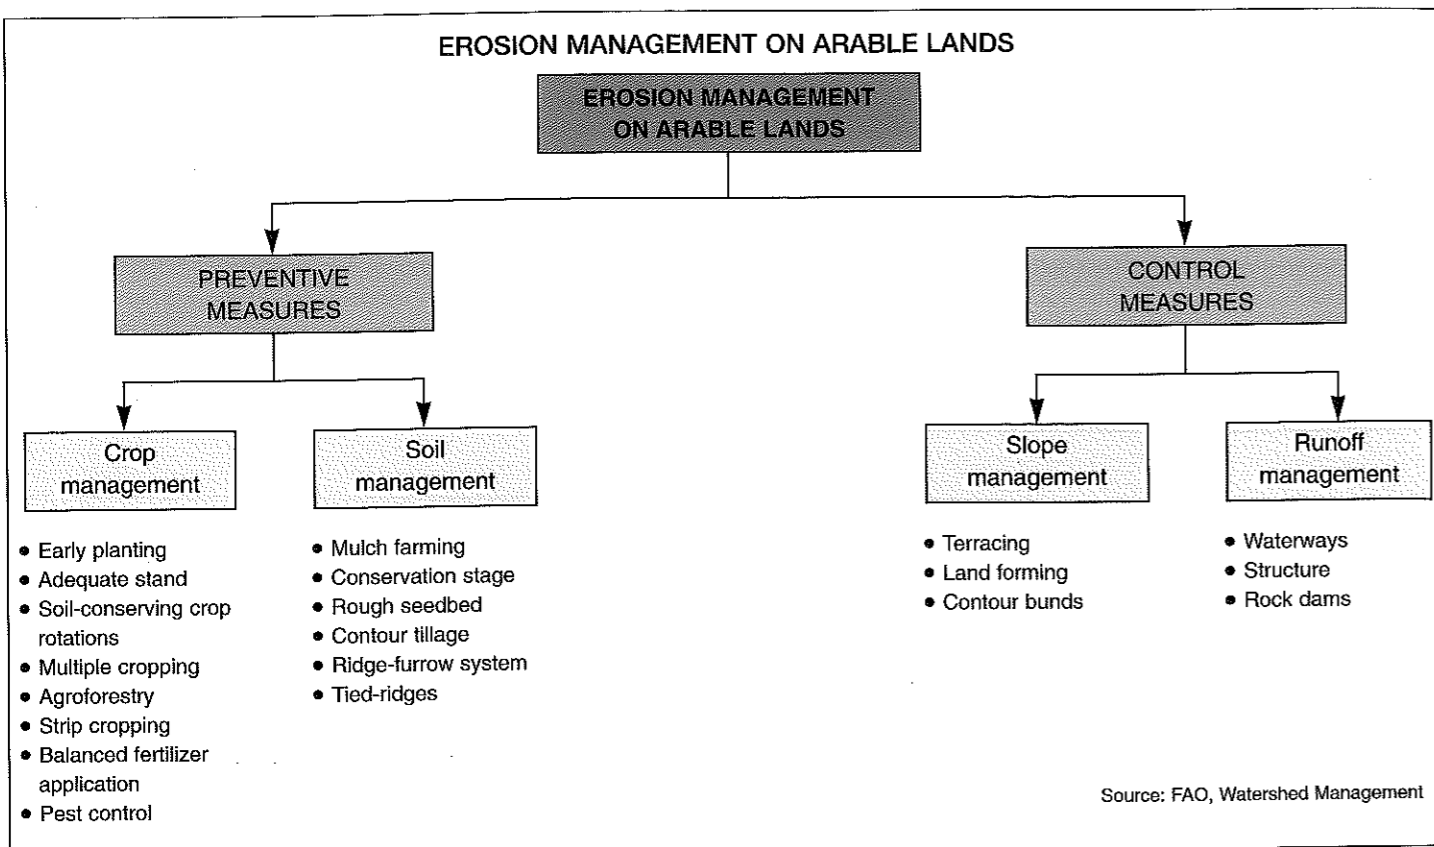 EROSION MANAGEMENT ON ARABLE LANDS
EROSION MANAGEMENT
ON ARABLE LANDS
PREVENTIVE
MEASURES
CONTROL
MEASURES
Crop
management
Soil
management
Slope
management
Runoff
management
• Early planting
• Adequate stand
• Soil-conserving crop
rotations
• Multiple cropping
• Agroforestry
• Strip cropping
• Balanced fertilizer
application
• Pest control
• Mulch farming
• Conservation stage
• Rough seedbed
• Contour tillage
• Ridge-furrow system
• Tied-ridges
• Terracing
• Land forming
• Contour bunds
• Waterways
• Structure
• Rock dams
Source: FAO, Watershed Management